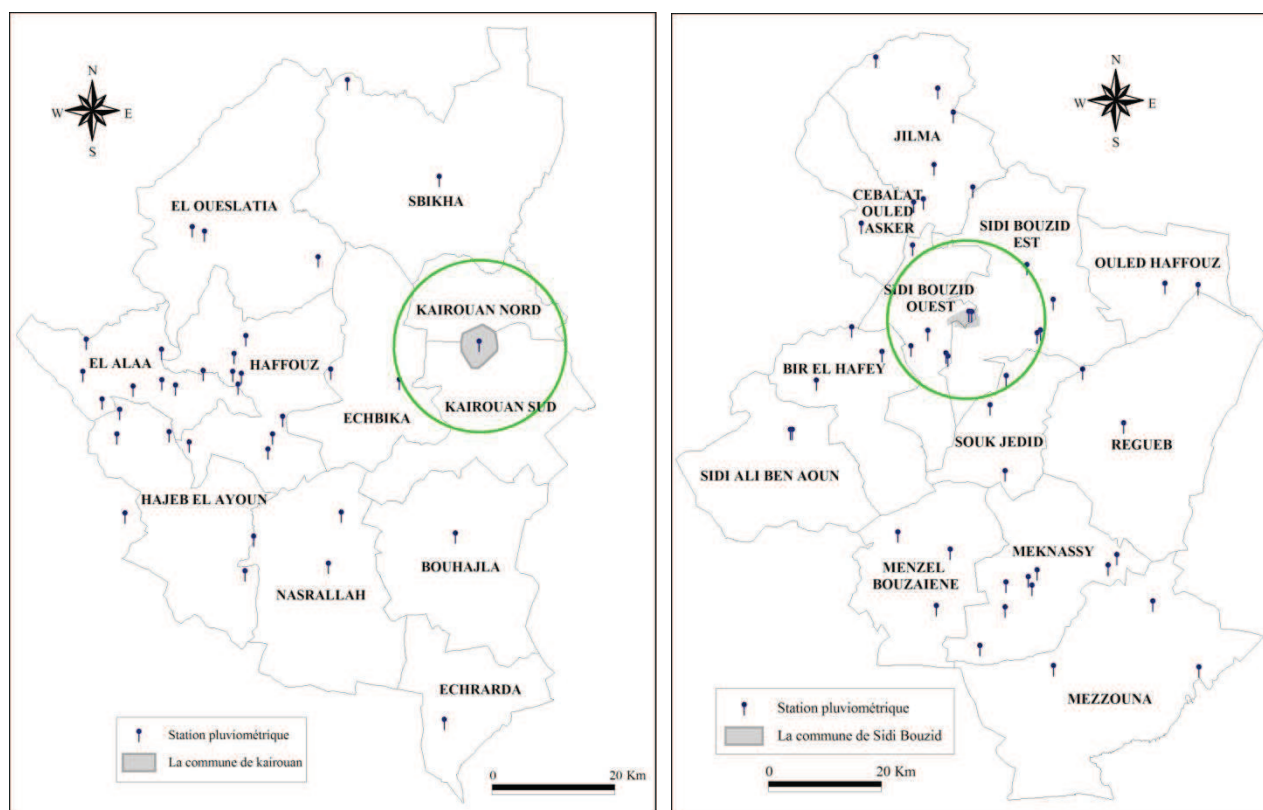 N
W E
S
SBIKHA
EL OUESLATIA
KAIROUAN NORD
EL ALAA
HAFFOUZ
KAIROUAN SUD
ECHBIKA
HAJEB EL AYOUN
BOUHAJLA
NASRALLAH
ECHRARDA
Station pluviométrique
La commune de kairouan
0 20 Km
N
W E
S
JILMA
CEBALAT
OULED
ASKER
SIDI BOUZID
EST
OULED HAFFOUZ
SIDI BOUZID
OUEST
BIR EL HAFEY
SOUK JEDID
REGUEB
SIDI ALI BEN AOUN
MEKNASSY
MENZEL
BOUZAIENE
MEZZOUNA
Station pluviométrique
La commune de Sidi Bouzid
0 20 Km